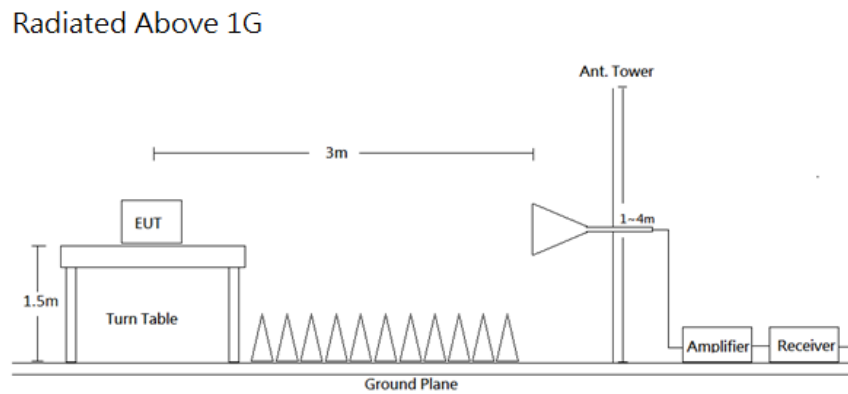 Radiated Above 1G
Ant. Tower
3m
1~4m
EUT
1.5m
Turn Table
Amplifier
Receiver
Ground Plane